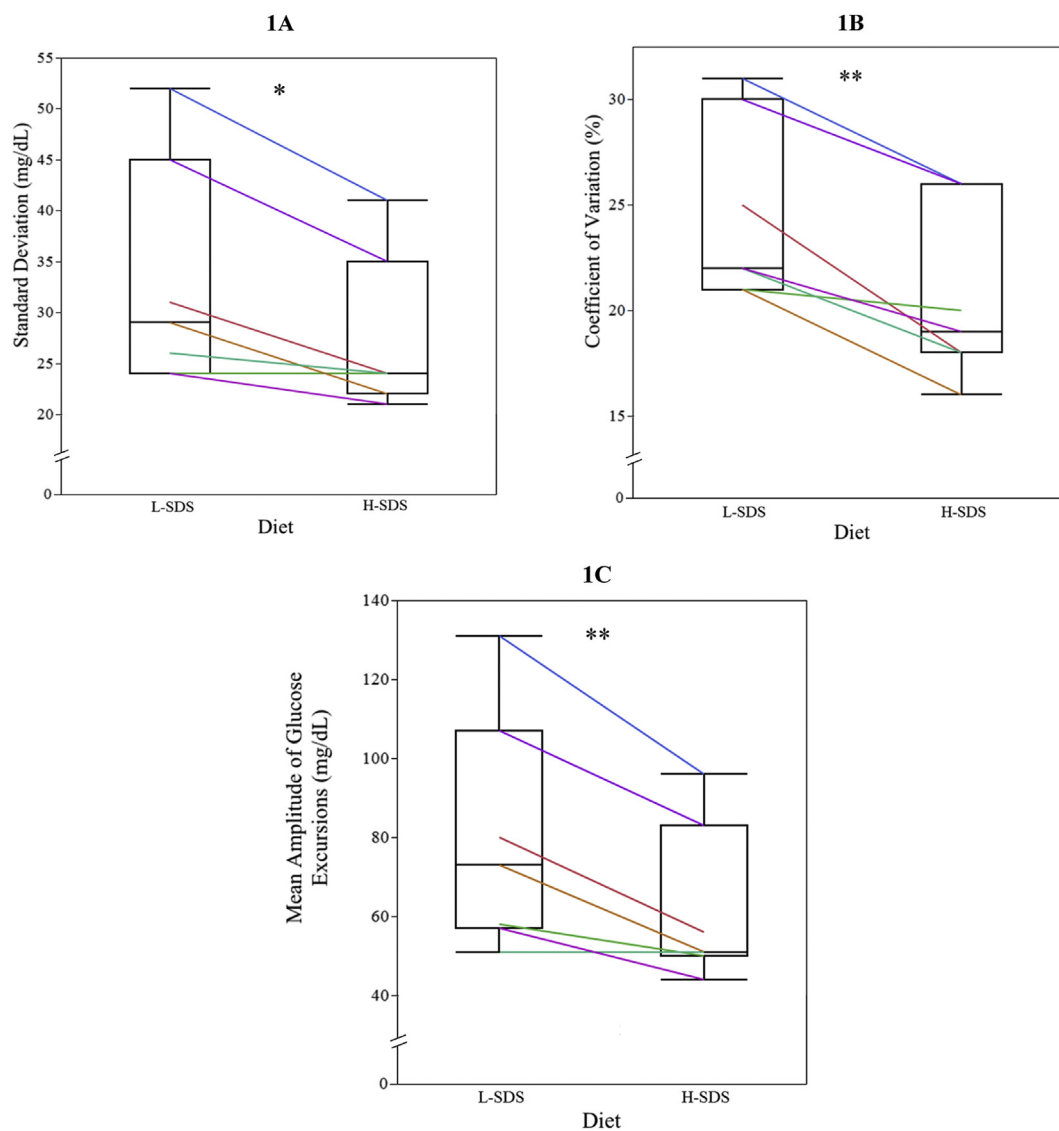 1A
*
Standard Deviation (mg/dL)
55
50
45
40
35
30
25
20
0
L-SDS
H-SDS
Diet
1B
**
Coefficient of Variation (%)
30
25
20
15
0
L-SDS
H-SDS
Diet
1C
**
Mean Amplitude of Glucose
Excursions (mg/dL)
140
120
100
80
60
40
0
L-SDS
H-SDS
Diet